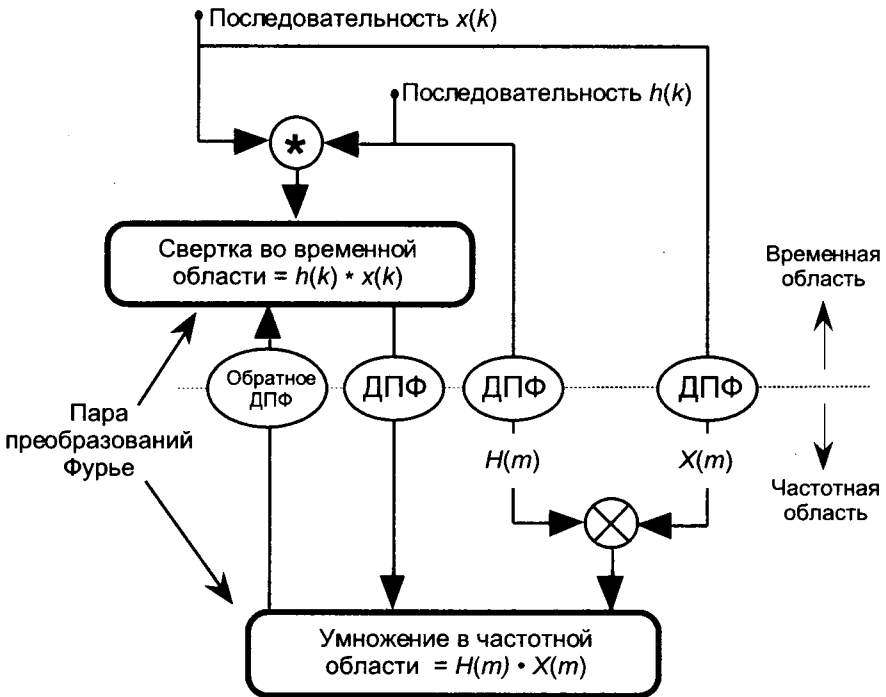 Последовательность x(k)
Последовательность h(k)
*
Свертка во временной
области = h(k) * x(k)
Временная
область
Обратное
ДПФ
ДПФ
ДПФ
ДПФ
Пара
преобразований
Фурье
H(m)
X(m)
Частотная
область
Умножение в частотной
области = H(m) • X(m)